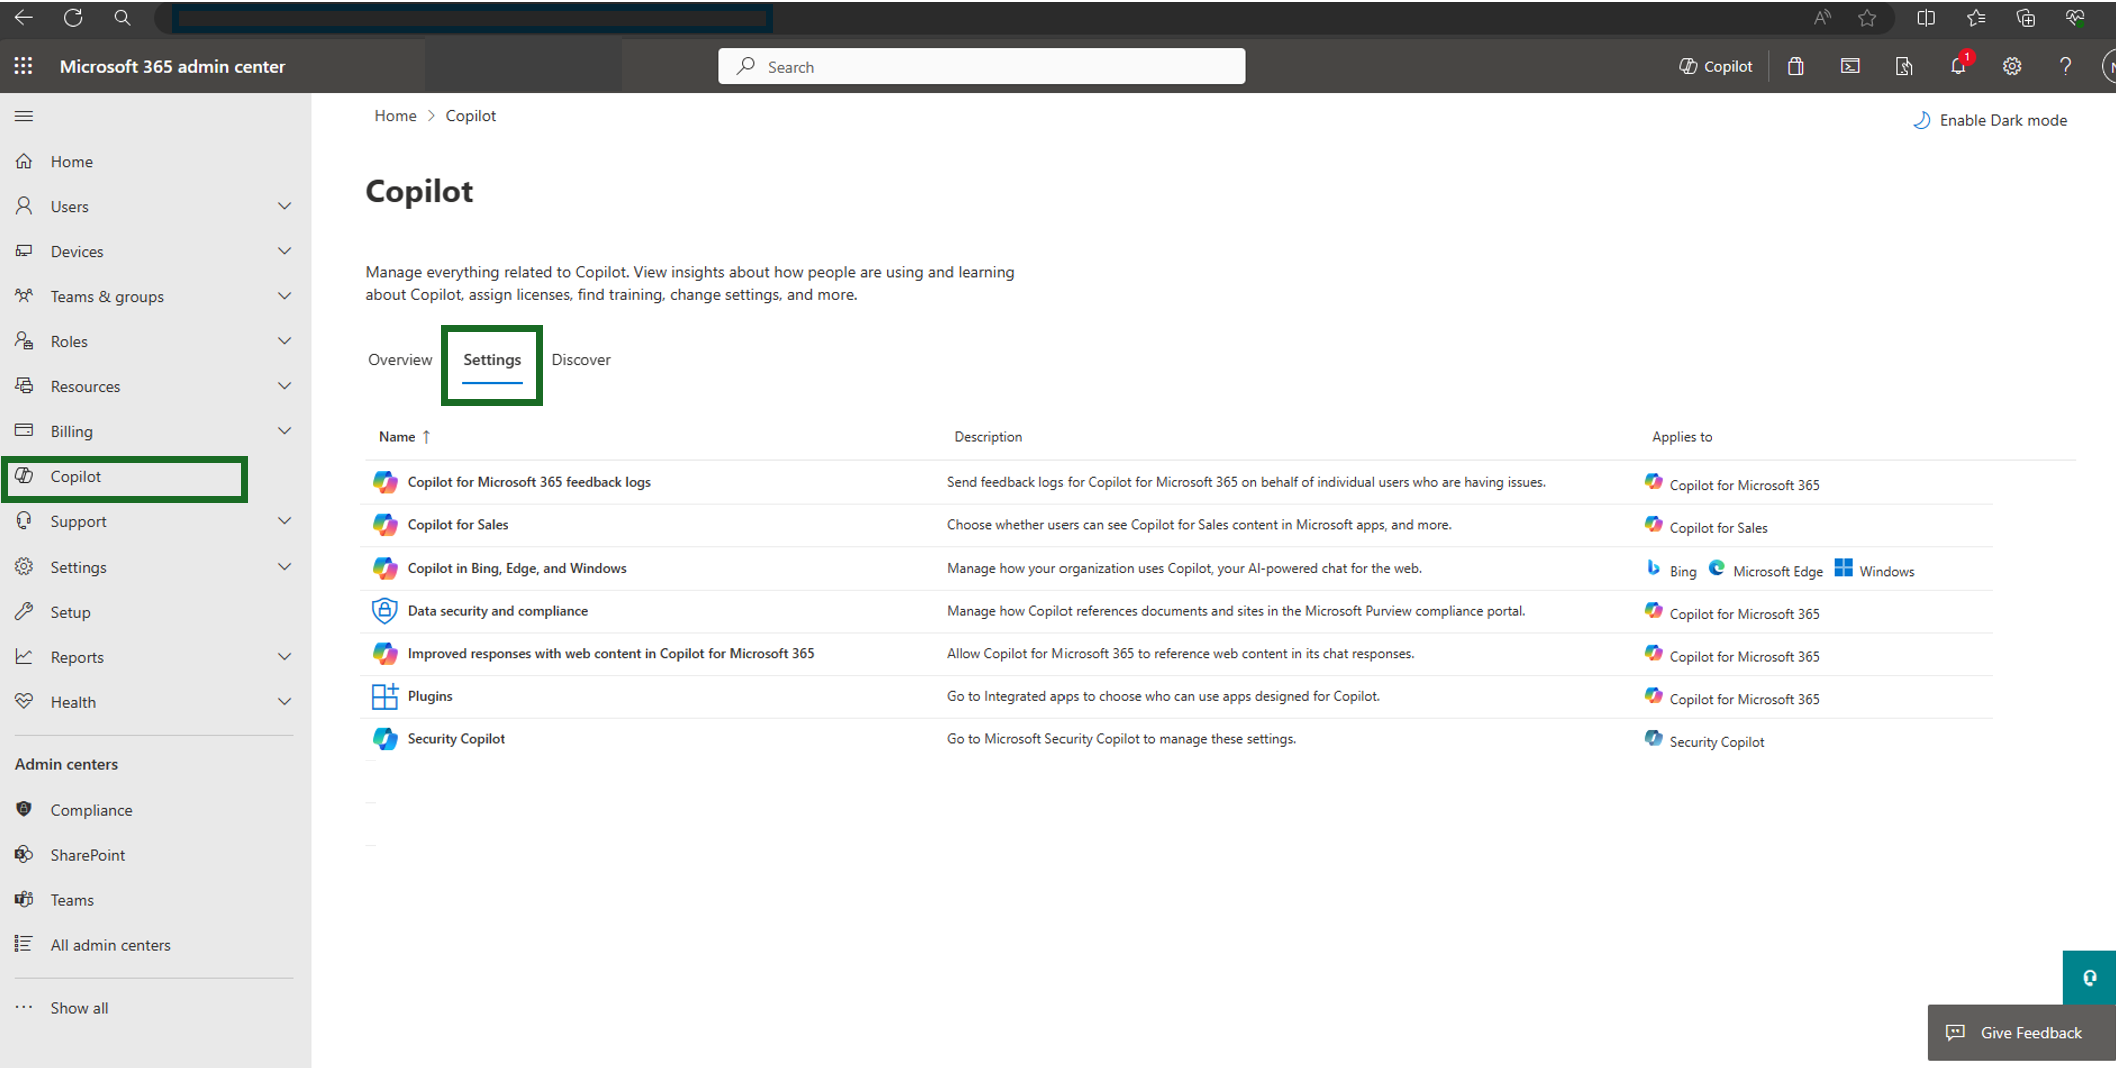 Microsoft 365 admin center
Search
Copilot
1
Home
Users
Devices
Teams & groups
Roles
Resources
Billing
Copilot
Support
Settings
Setup
Reports
Health
Admin centers
Compliance
SharePoint
Teams
All admin centers
Show all
Home > Copilot
Enable Dark mode
Copilot
Manage everything related to Copilot. View insights about how people are using and learning
about Copilot, assign licenses, find training, change settings, and more.
Overview Settings Discover
Name ↑ Description Applies to
Copilot for Microsoft 365 feedback logs Send feedback logs for Copilot for Microsoft 365 on behalf of individual users who are having issues. Copilot for Microsoft 365
Copilot for Sales Choose whether users can see Copilot for Sales content in Microsoft apps, and more. Copilot for Sales
Copilot in Bing, Edge, and Windows Manage how your organization uses Copilot, your AI-powered chat for the web. Bing Microsoft Edge Windows
Data security and compliance Manage how Copilot references documents and sites in the Microsoft Purview compliance portal. Copilot for Microsoft 365
Improved responses with web content in Copilot for Microsoft 365 Allow Copilot for Microsoft 365 to reference web content in its chat responses. Copilot for Microsoft 365
Plugins Go to Integrated apps to choose who can use apps designed for Copilot. Copilot for Microsoft 365
Security Copilot Go to Microsoft Security Copilot to manage these settings. Security Copilot
Give Feedback